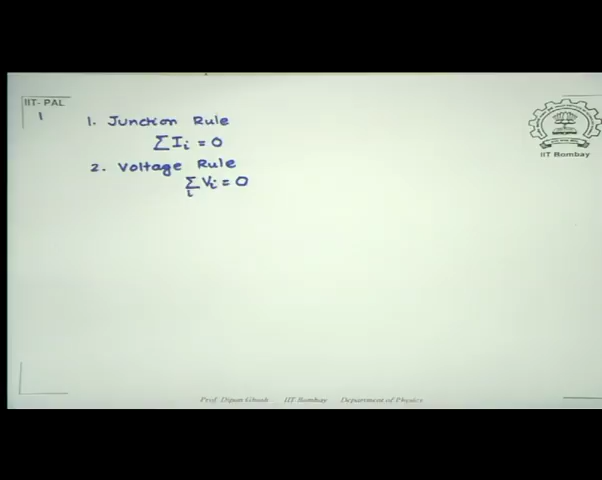 IIT- PAL
1
1. Junction Rule
∑Ii = 0
2. Voltage Rule
∑i Vi = 0
IIT Bombay
Prof. Dipan Ghosh IIT Bombay Department of Physics